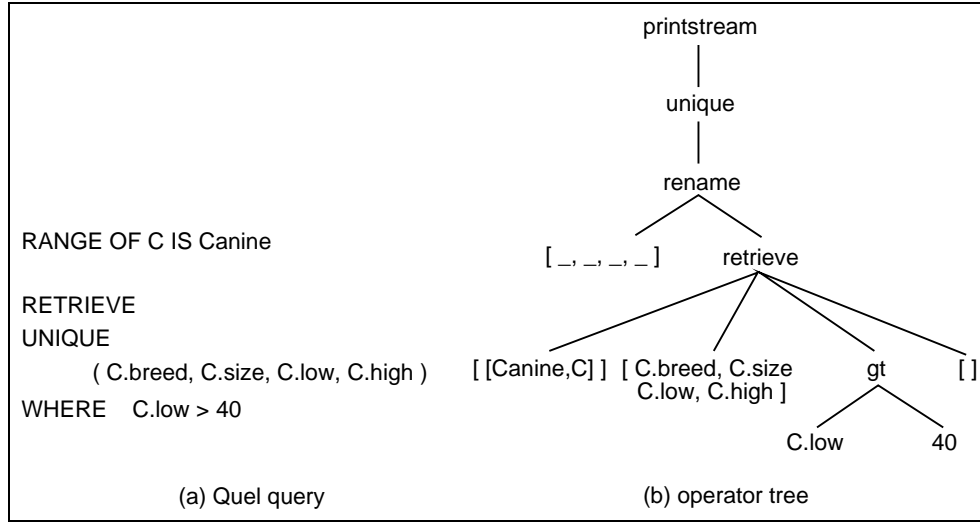 RANGE OF C IS Canine
RETRIEVE
UNIQUE
( C.breed, C.size, C.low, C.high )
WHERE C.low > 40
(a) Quel query
printstream
unique
rename
[ _, _, _, _ ]
retrieve
[ [Canine,C] ]
[ C.breed, C.size
C.low, C.high ]
gt
[ ]
C.low
40
(b) operator tree